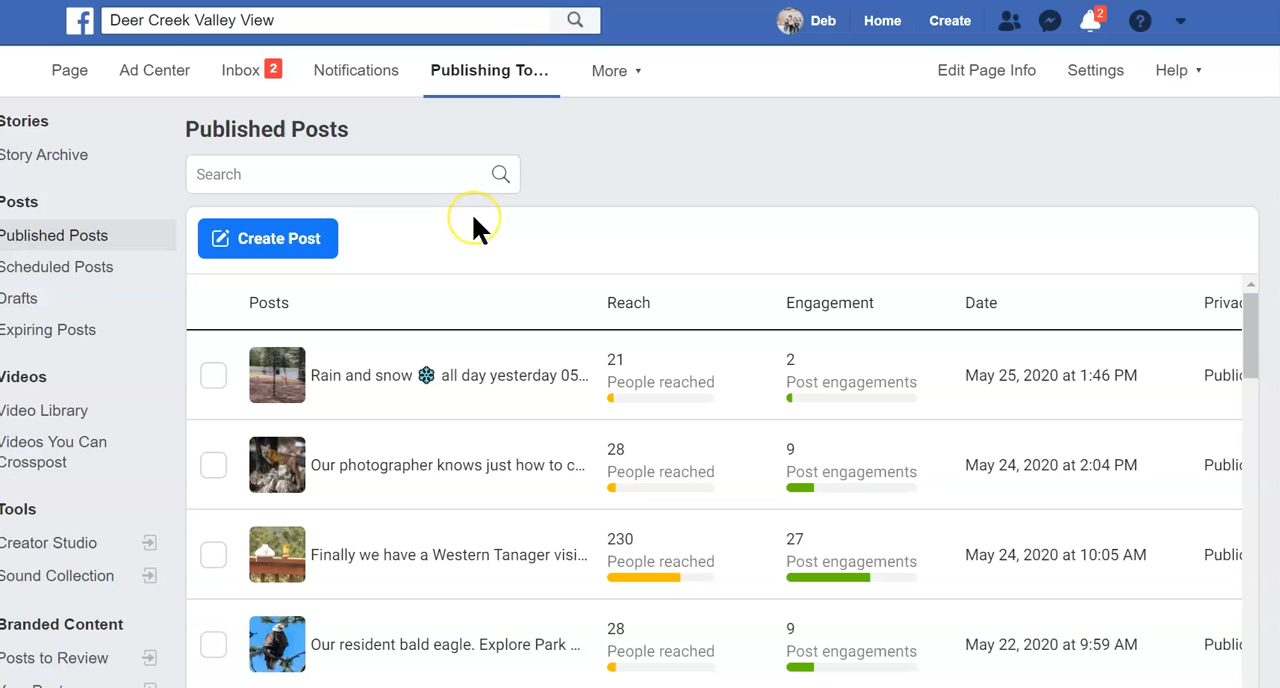 f Deer Creek Valley View Deb Home Create 2
Page Ad Center Inbox 2 Notifications Publishing To... More Edit Page Info Settings Help
Stories
Story Archive
Posts
Published Posts
Scheduled Posts
Drafts
Expiring Posts
Videos
Video Library
Videos You Can
Crosspost
Tools
Creator Studio
Sound Collection
Branded Content
Posts to Review
Published Posts
Search
Create Post
Posts Reach Engagement Date Privac
Rain and snow ❄ all day yesterday 05... 21 People reached 2 Post engagements May 25, 2020 at 1:46 PM Public
Our photographer knows just how to c... 28 People reached 9 Post engagements May 24, 2020 at 2:04 PM Public
Finally we have a Western Tanager visi... 230 People reached 27 Post engagements May 24, 2020 at 10:05 AM Public
Our resident bald eagle. Explore Park ... 28 People reached 9 Post engagements May 22, 2020 at 9:59 AM Public